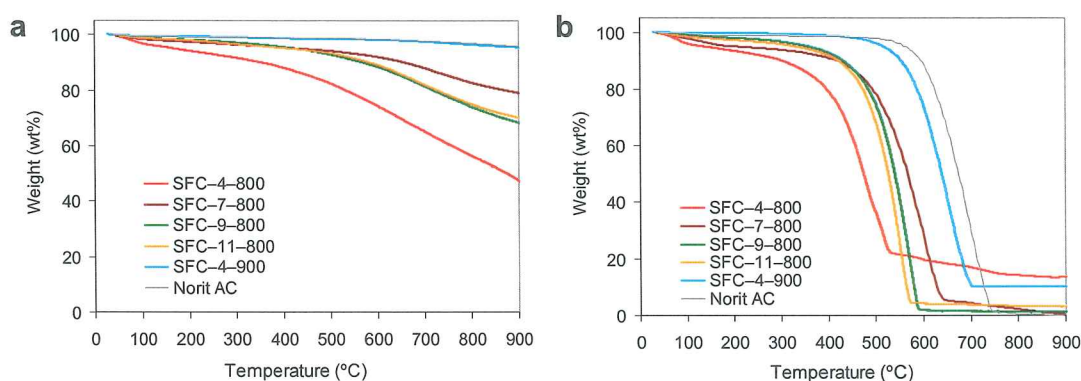 a
100
80
60
40
20
0
Weight (wt%)
SFC–4–800
SFC–7–800
SFC–9–800
SFC–11–800
SFC–4–900
Norit AC
0 100 200 300 400 500 600 700 800 900
Temperature (ºC)
b
100
80
60
40
20
0
Weight (wt%)
SFC–4–800
SFC–7–800
SFC–9–800
SFC–11–800
SFC–4–900
Norit AC
0 100 200 300 400 500 600 700 800 900
Temperature (ºC)